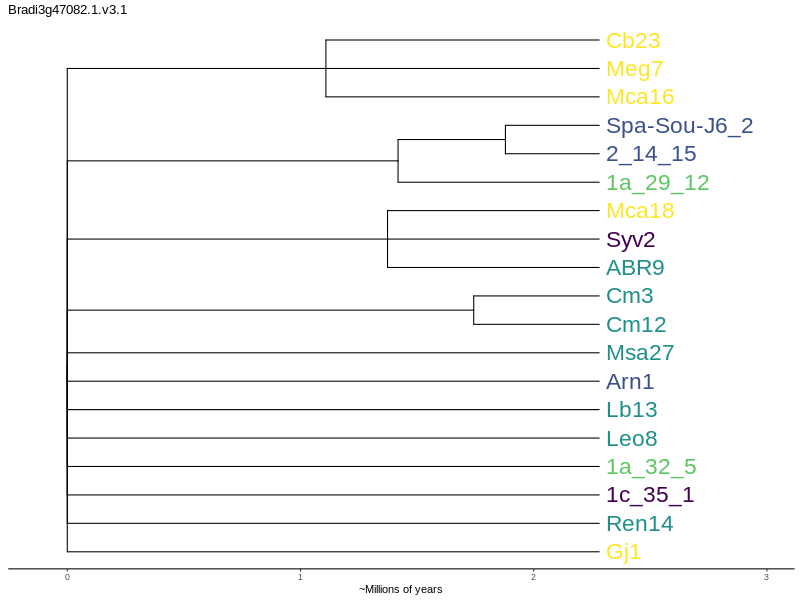 Bradi3g47082.1.v3.1
Cb23
Meg7
Mca16
Spa-Sou-J6_2
2_14_15
1a_29_12
Mca18
Syv2
ABR9
Cm3
Cm12
Msa27
Arn1
Lb13
Leo8
1a_32_5
1c_35_1
Ren14
Gj1
0 1 2 3
~Millions of years